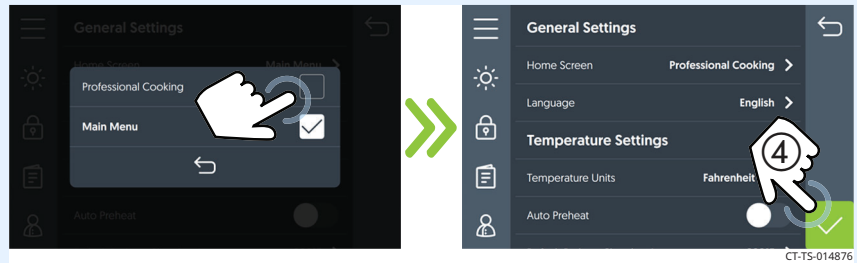 General Settings
Home Screen Main Menu
Professional Cooking
Main Menu
Auto Preheat
General Settings
Home Screen Professional Cooking
Language English
Temperature Settings
Temperature Units Fahrenheit
Auto Preheat
4
CT-TS-014876